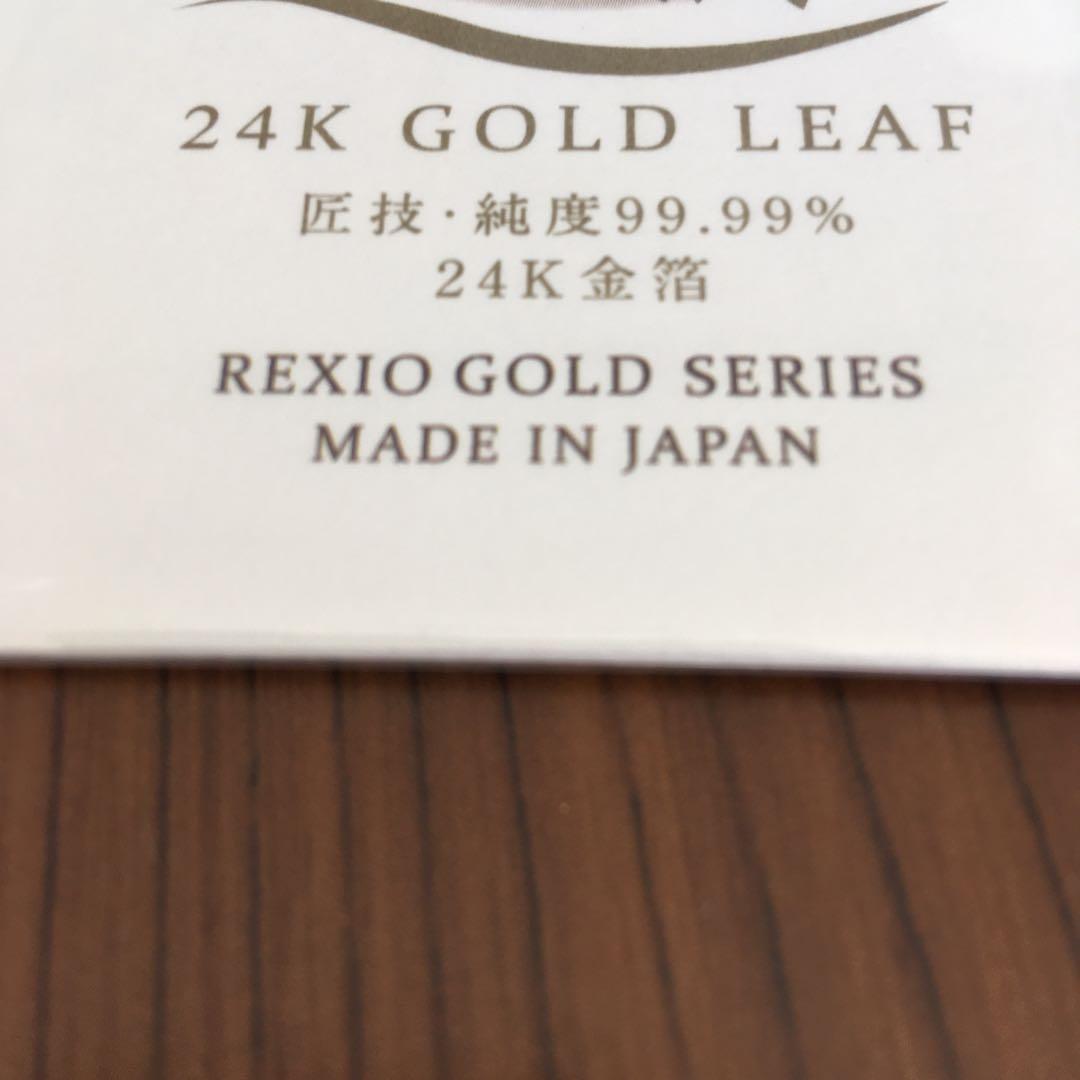 24K GOLD LEAF
匠技·純度99.99%
24K金箔
REXIO GOLD SERIES
MADE IN JAPAN